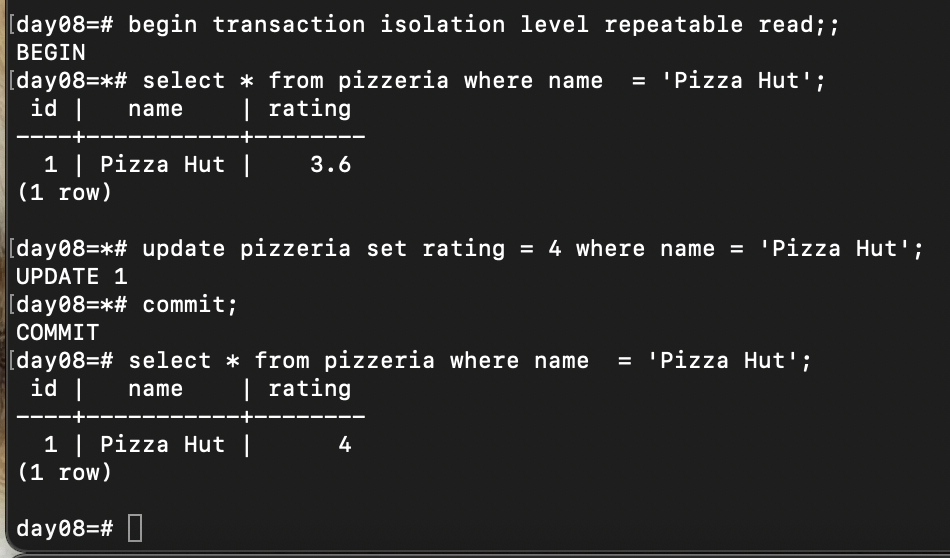 [day08=# begin transaction isolation level repeatable read;;
BEGIN
[day08=*# select * from pizzeria where name  = 'Pizza Hut';
 id |   name    | rating
----+-----------+--------
  1 | Pizza Hut |    3.6
(1 row)

[day08=*# update pizzeria set rating = 4 where name = 'Pizza Hut';
UPDATE 1
[day08=*# commit;
COMMIT
[day08=# select * from pizzeria where name  = 'Pizza Hut';
 id |   name    | rating
----+-----------+--------
  1 | Pizza Hut |      4
(1 row)

day08=#